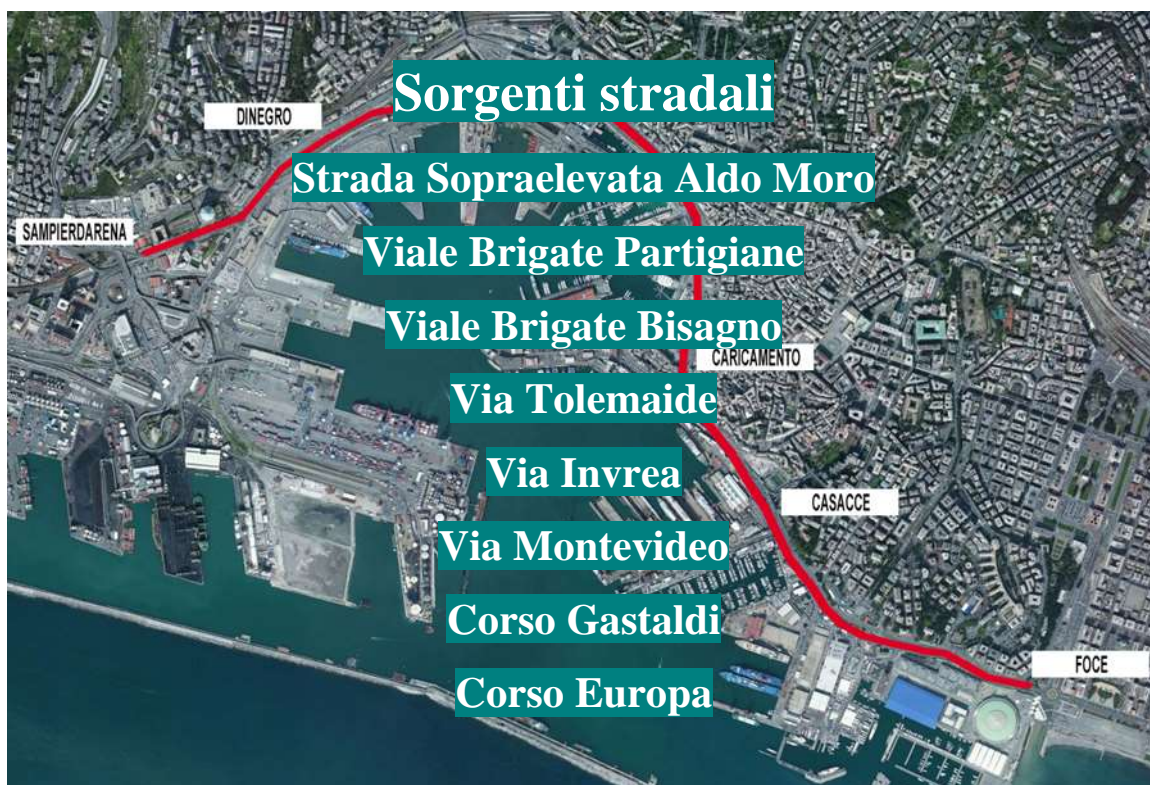 Sorgenti stradali
DINEGRO
Strada Sopraelevata Aldo Moro
SAMPIERDARENA
Viale Brigate Partigiane
Viale Brigate Bisagno
CARICAMENTO
Via Tolemaide
Via Invrea
CASACCE
Via Montevideo
Corso Gastaldi
FOCE
Corso Europa